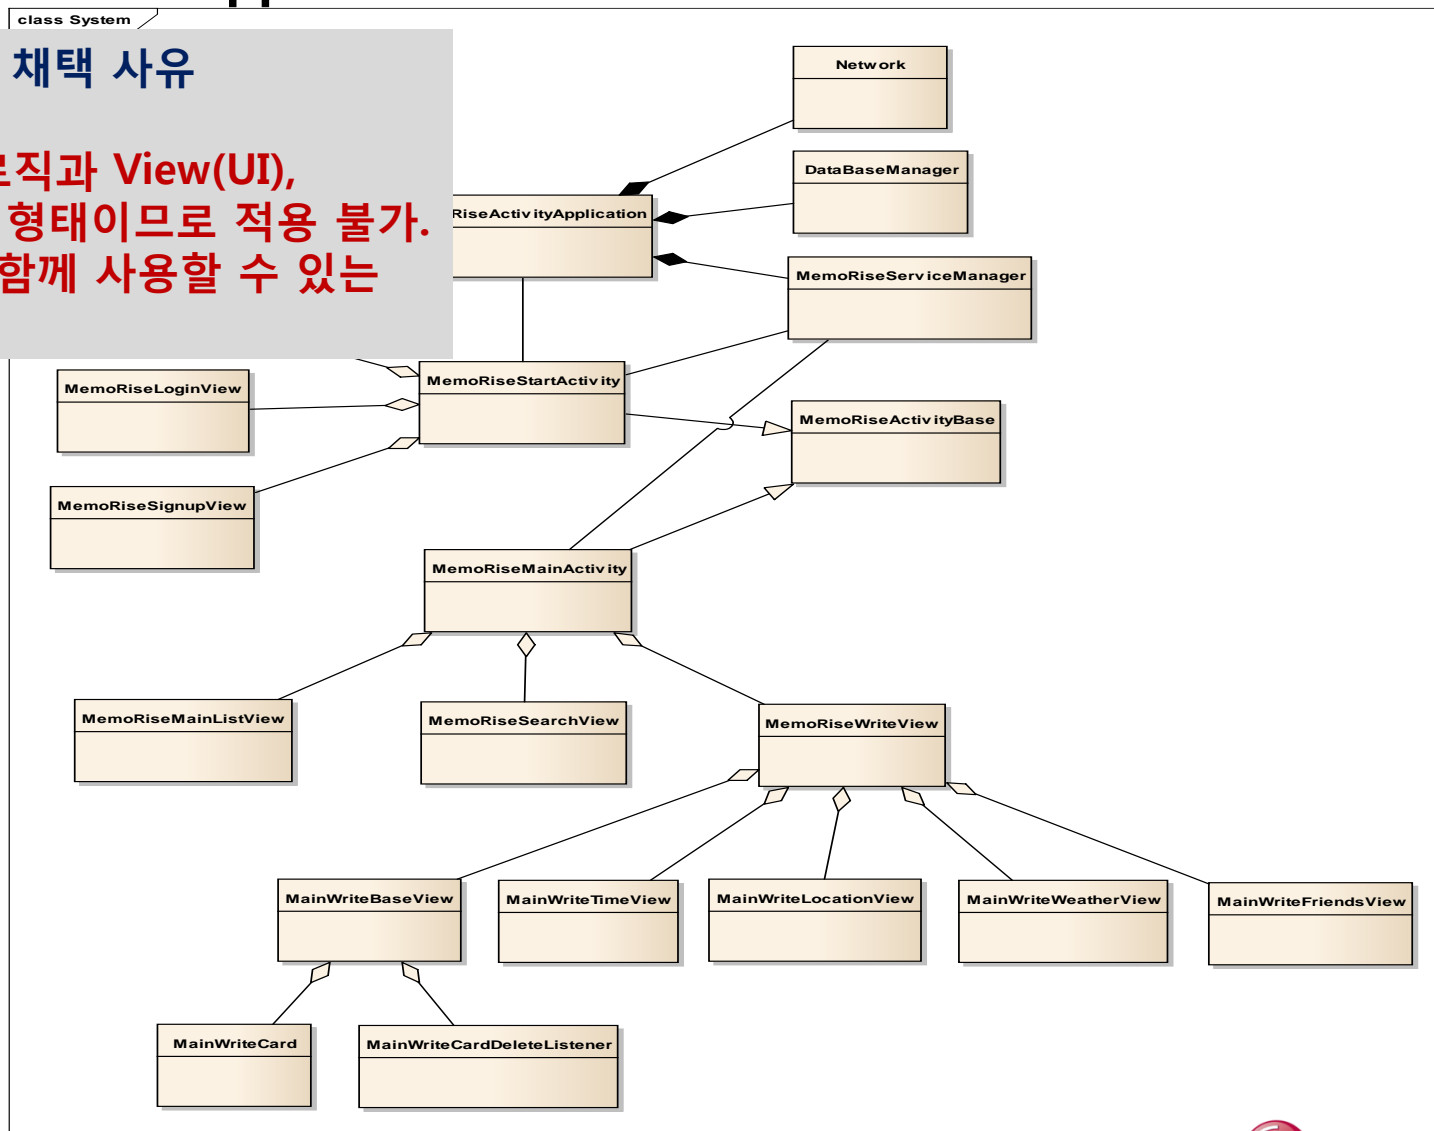 class System
채택 사유
Network
로직과 View(UI),
DataBaseManager
RiseActivityApplication
형태이므로 적용 불가.
함께 사용할 수 있는
MemoRiseServiceManager
MemoRiseLoginView
MemoRiseStartActivity
MemoRiseActivityBase
MemoRiseSignupView
MemoRiseMainActivity
MemoRiseMainListView
MemoRiseSearchView
MemoRiseWriteView
MainWriteBaseView
MainWriteTimeView
MainWriteLocationView
MainWriteWeatherView
MainWriteFriendsView
MainWriteCard
MainWriteCardDeleteListener